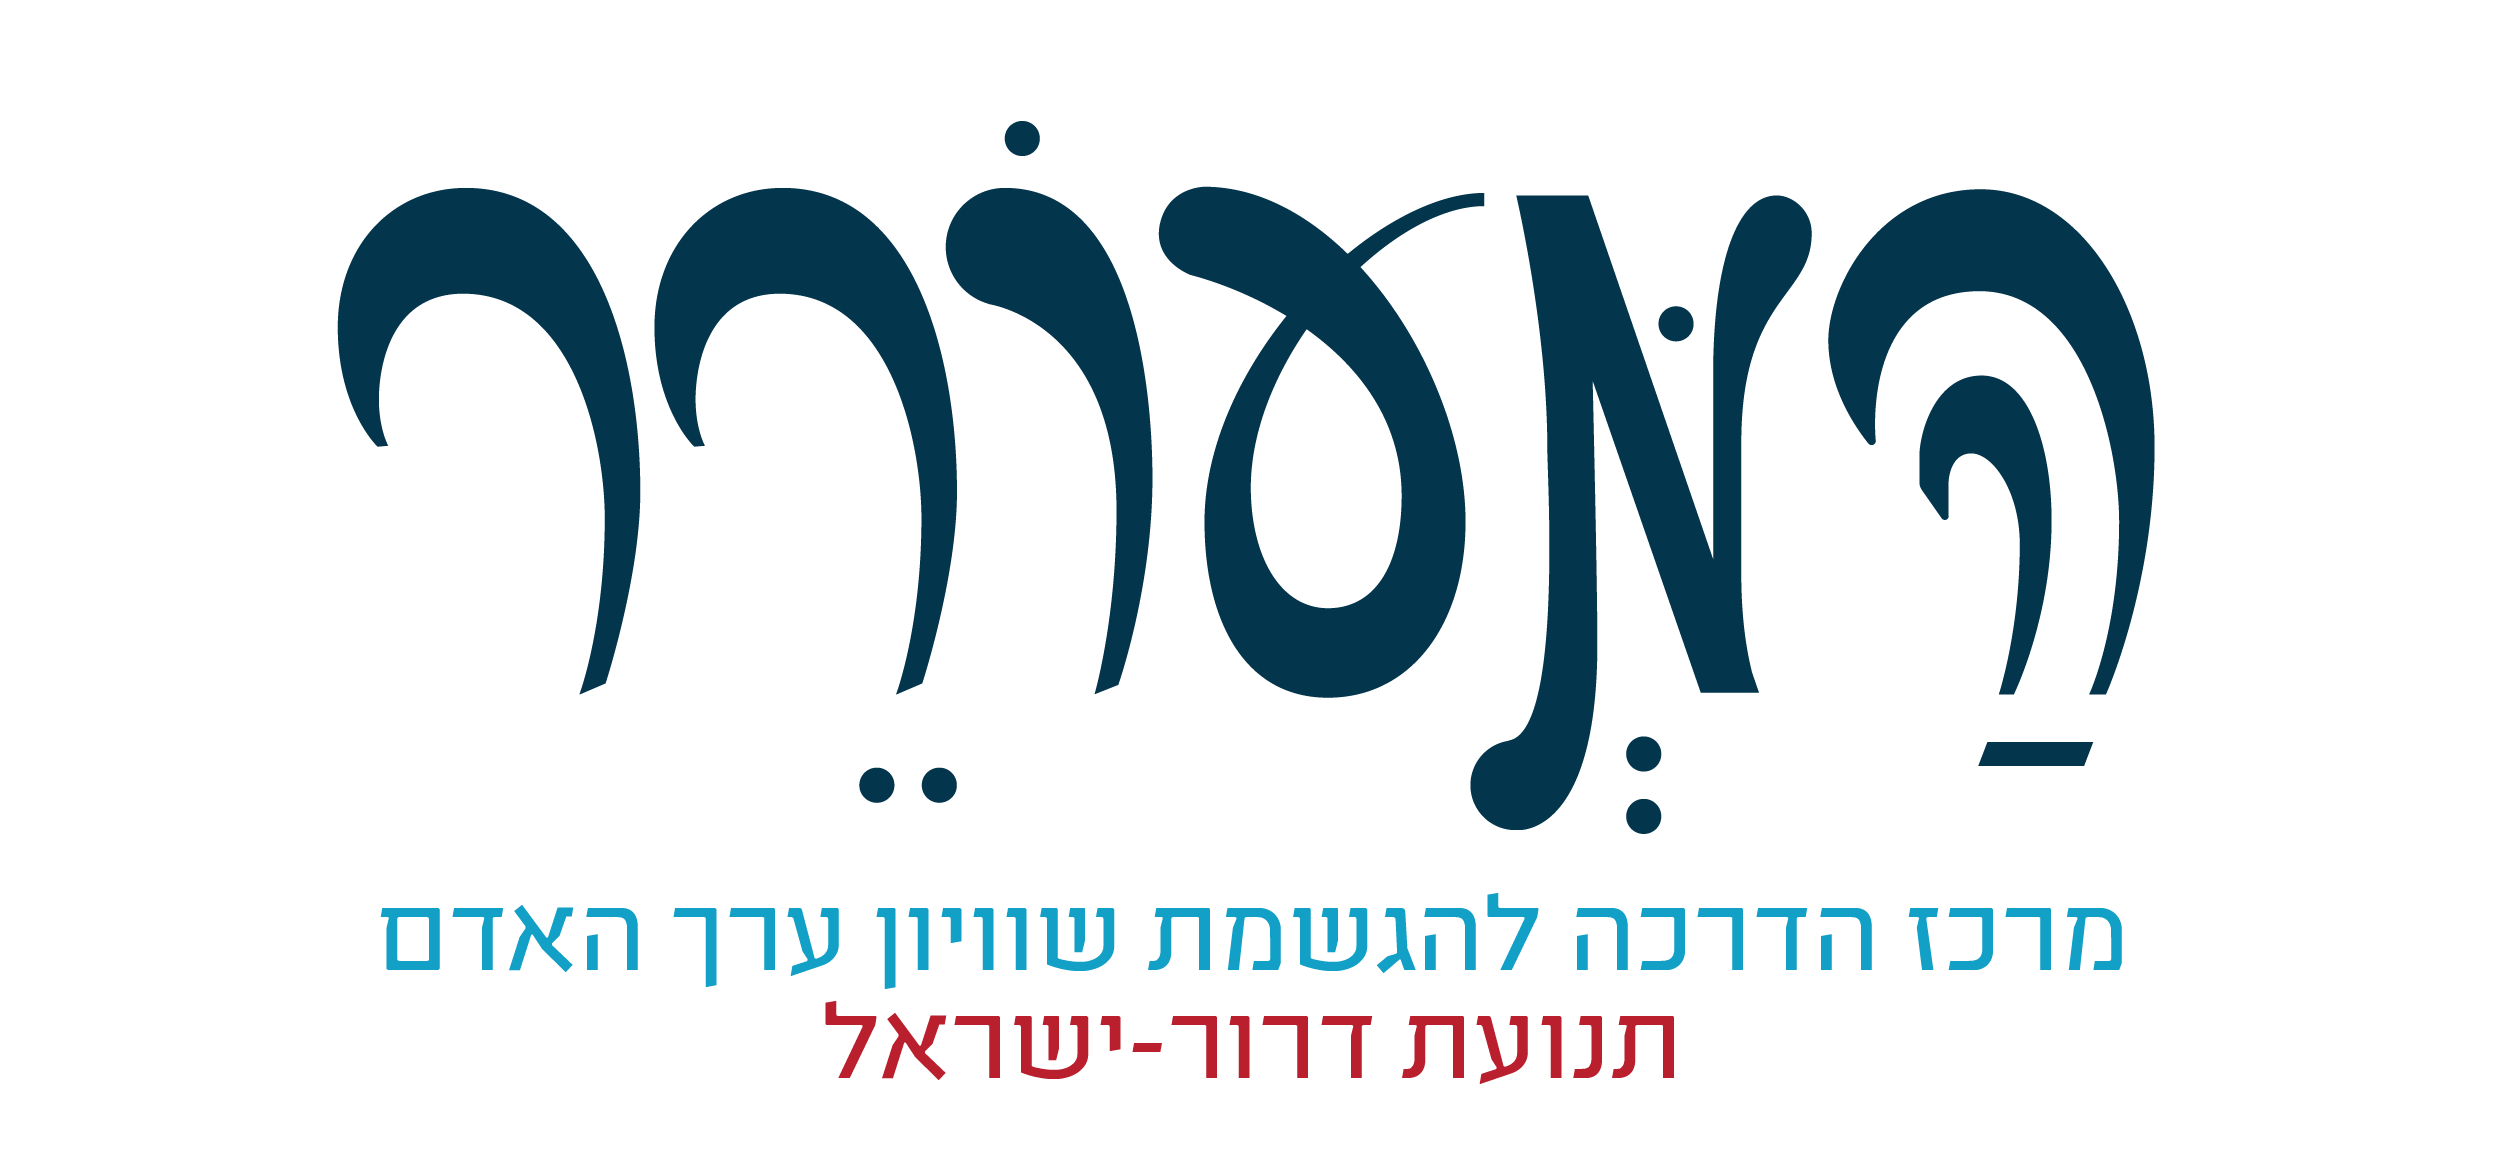 הַמְּעוֹרֵר
מרכז הדרכה להגשמת שוויון ערך האדם
תנועת דרור-ישראל